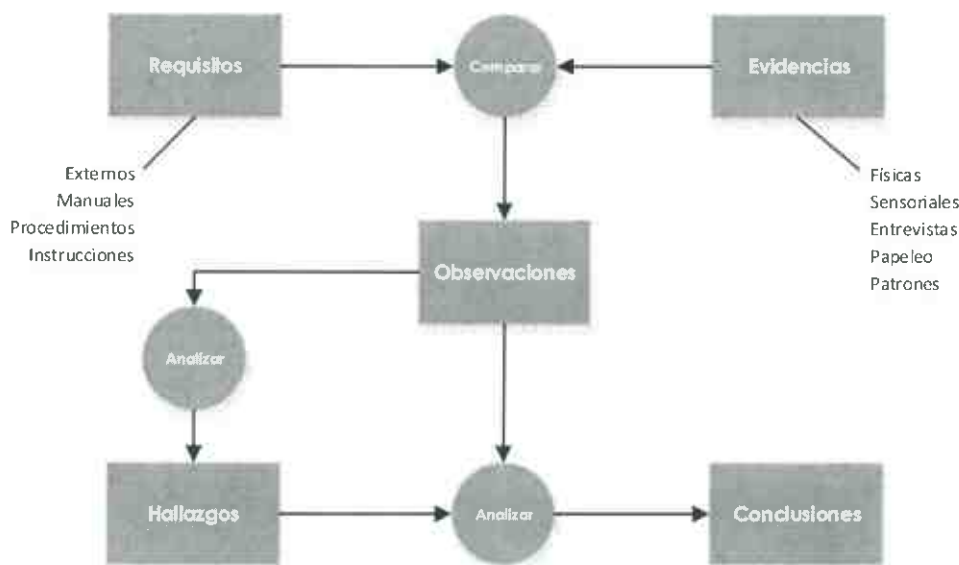 Requisitos
Comparar
Evidencias
Externos
Manuales
Procedimientos
Instrucciones
Físicas
Sensoriales
Entrevistas
Papeleo
Patrones
Observaciones
Analizar
Hallazgos
Analizar
Conclusiones